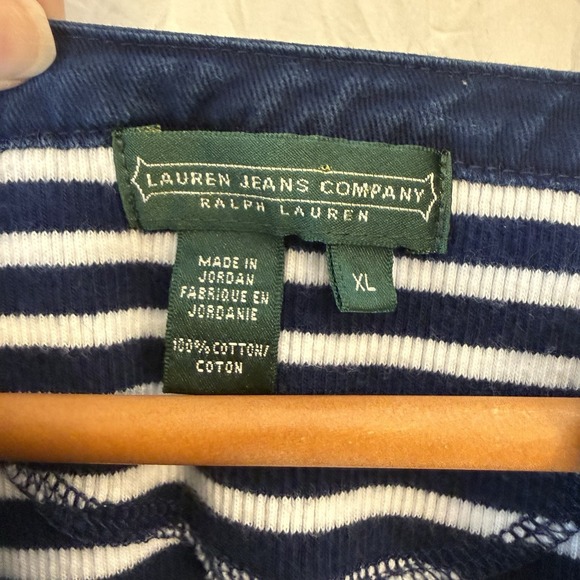 LAUREN JEANS COMPANY
RALPH LAUREN
MADE IN
JORDAN
FABRIQUE EN
JORDANIE
100% COTTON/
COTON
XL